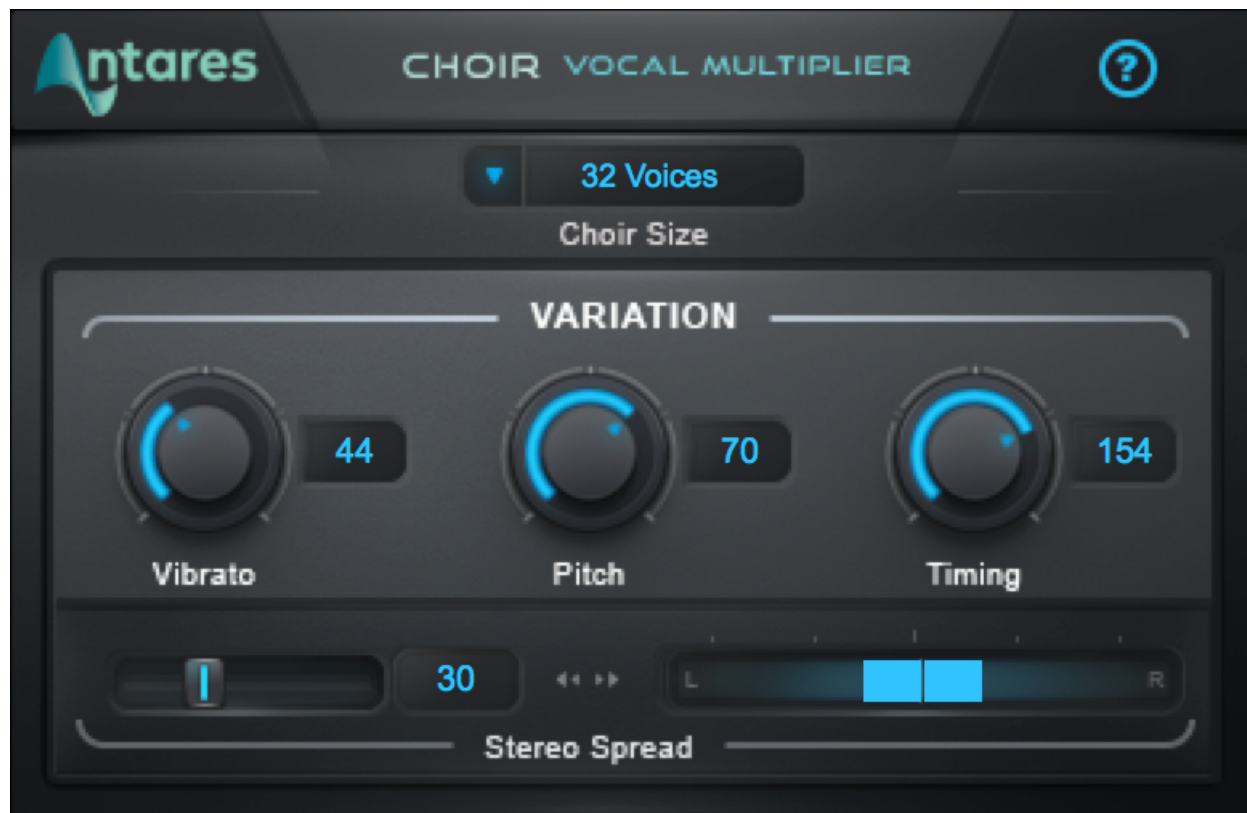 Antares
CHOIR VOCAL MULTIPLIER
?
32 Voices
Choir Size
VARIATION
44
70
154
Vibrato
Pitch
Timing
30
L
R
Stereo Spread